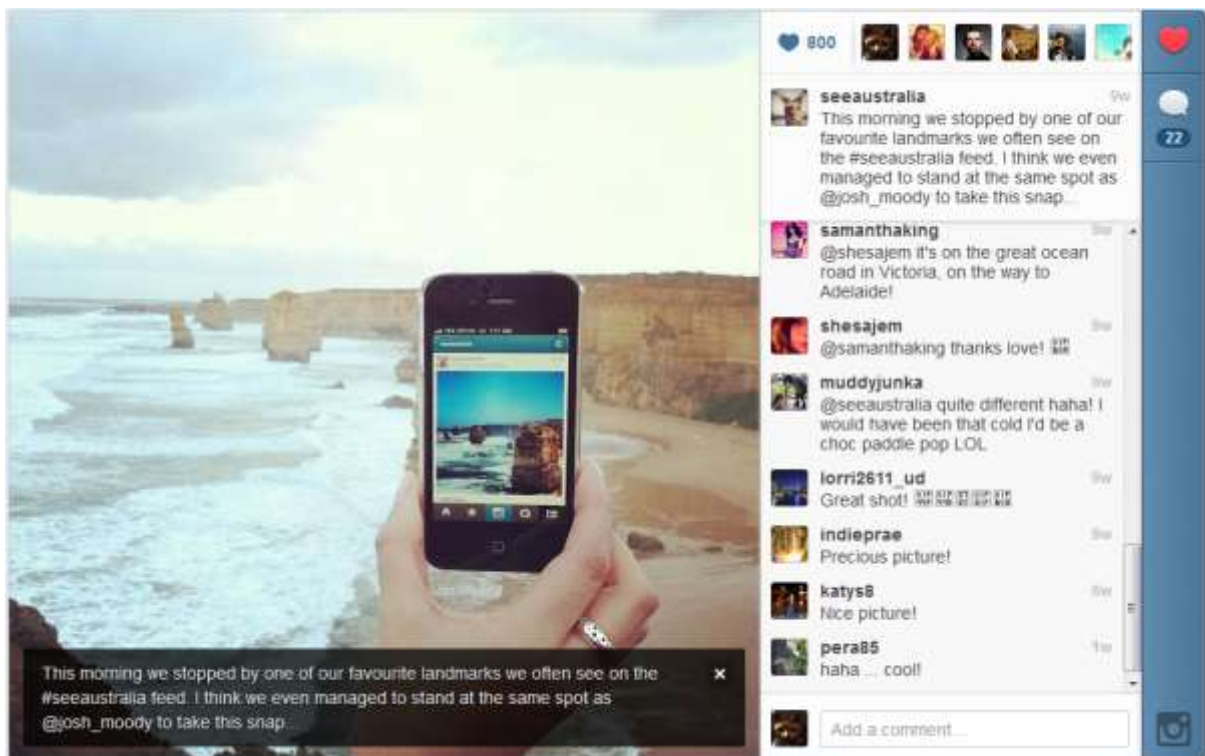 800
seeaustralia 9w
This morning we stopped by one of our
favourite landmarks we often see on
the #seeaustralia feed. I think we even
managed to stand at the same spot as
@josh_moody to take this snap...
samanthaking
@shesajem it's on the great ocean
road in Victoria, on the way to
Adelaide!
shesajem
@samanthaking thanks love!
muddyjunka
@seeaustralia quite different haha! I
would have been that cold I'd be a
choc paddle pop LOL
lorri2611_ud 9w
Great shot!
indieprae
Precious picture!
katys8
Nice picture!
pera85 1w
haha ... cool!
Add a comment...
22
This morning we stopped by one of our favourite landmarks we often see on the
#seeaustralia feed. I think we even managed to stand at the same spot as
@josh_moody to take this snap...